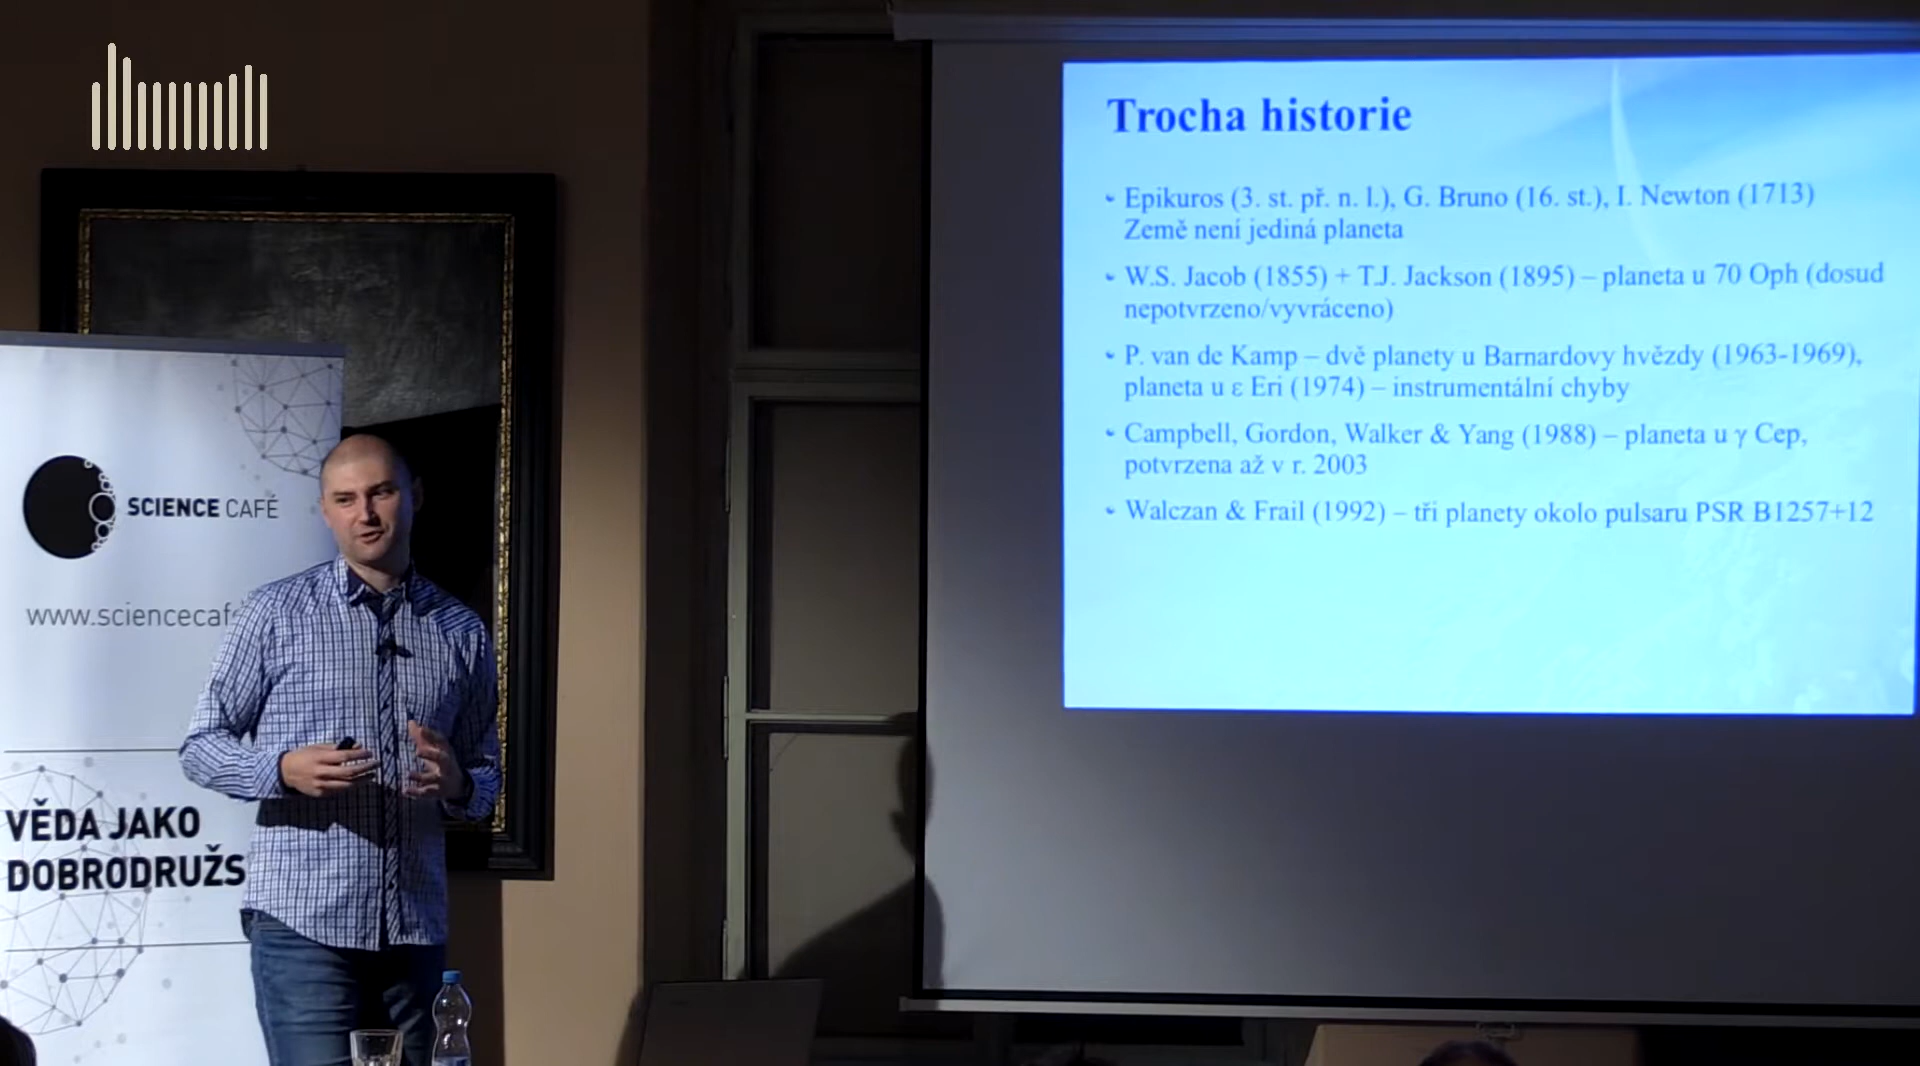 SCIENCE CAFÉ
www.sciencecaf
VĚDA JAKO
DOBRODRUŽS
Trocha historie
Epikuros (3. st. př. n. l.), G. Bruno (16. st.), I. Newton (1713)
Země není jediná planeta
W.S. Jacob (1855) + T.J. Jackson (1895) – planeta u 70 Oph (dosud
nepotvrzeno/vyvráceno)
P. van de Kamp – dvě planety u Barnardovy hvězdy (1963-1969),
planeta u ε Eri (1974) – instrumentální chyby
Campbell, Gordon, Walker & Yang (1988) – planeta u γ Cep,
potvrzena až v r. 2003
Walczan & Frail (1992) – tři planety okolo pulsaru PSR B1257+12